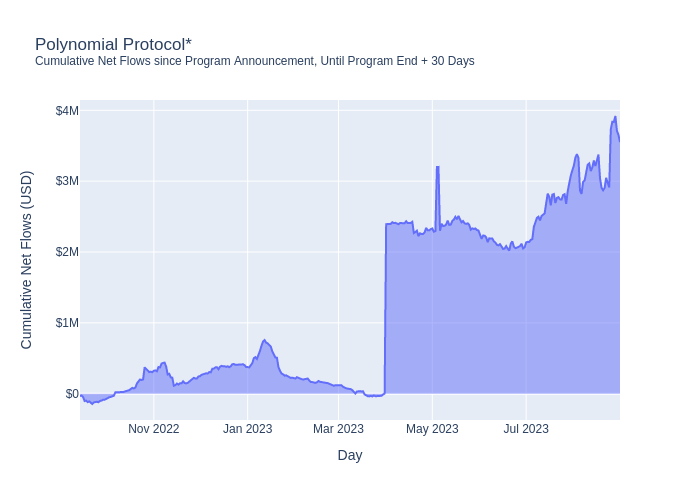 Polynomial Protocol*
Cumulative Net Flows since Program Announcement, Until Program End + 30 Days
$4M
$3M
$2M
$1M
$0
Cumulative Net Flows (USD)
Nov 2022
Jan 2023
Mar 2023
May 2023
Jul 2023
Day